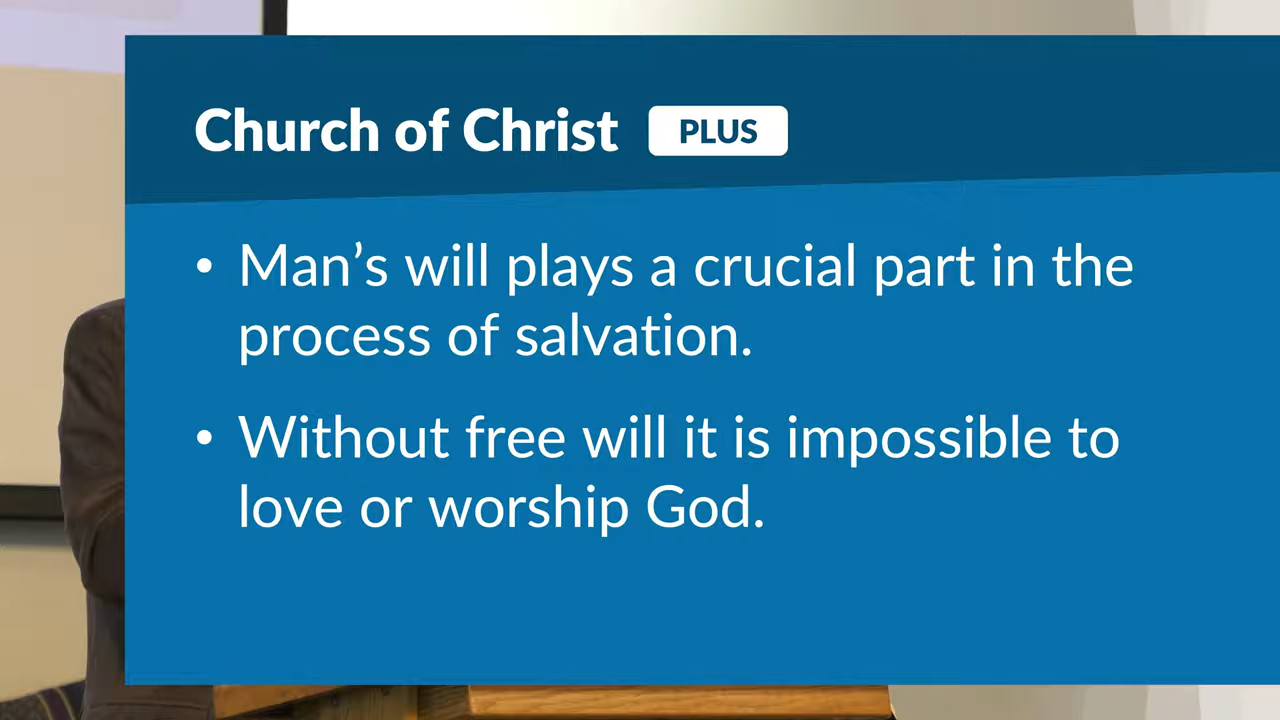 Church of Christ PLUS
• Man’s will plays a crucial part in the
process of salvation.
• Without free will it is impossible to
love or worship God.